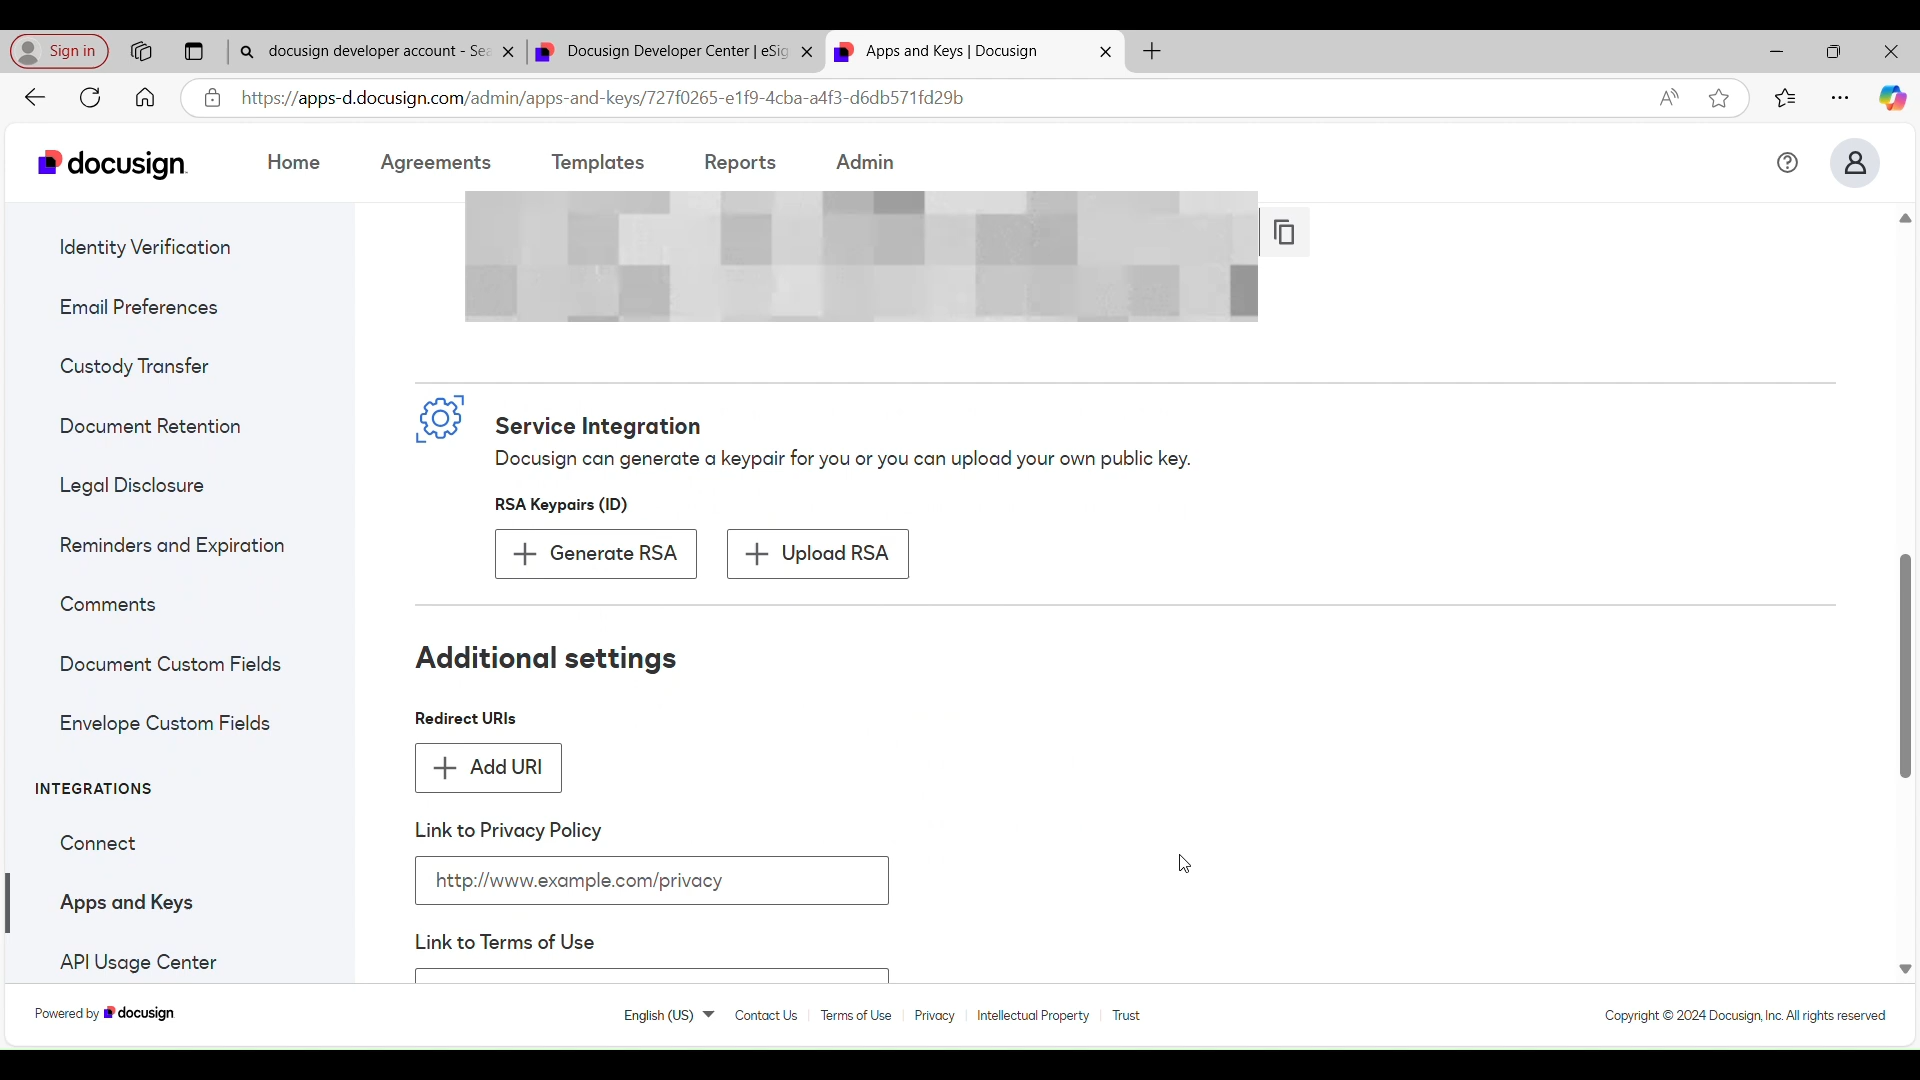 Sign in
docusign developer account - Sea
Docusign Developer Center | eSig
Apps and Keys | Docusign
https://apps-d.docusign.com/admin/apps-and-keys/727f0265-e1f9-4cba-a4f3-d6db571fd29b
docusign
Home
Agreements
Templates
Reports
Admin
Identity Verification
Email Preferences
Custody Transfer
Document Retention
Legal Disclosure
Reminders and Expiration
Comments
Document Custom Fields
Envelope Custom Fields
INTEGRATIONS
Connect
Apps and Keys
API Usage Center
Service Integration
Docusign can generate a keypair for you or you can upload your own public key.
RSA Keypairs (ID)
Generate RSA
Upload RSA
Additional settings
Redirect URIs
Add URI
Link to Privacy Policy
http://www.example.com/privacy
Link to Terms of Use
Powered by docusign
English (US)
Contact Us
Terms of Use
Privacy
Intellectual Property
Trust
Copyright © 2024 Docusign, Inc. All rights reserved